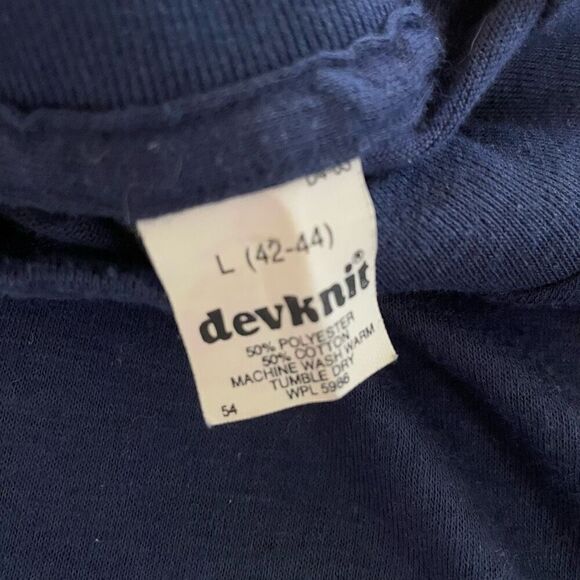 L (42-44)
devknit®
50% POLYESTER
50% COTTON
MACHINE WASH WARM
TUMBLE DRY
WPL 5986
54